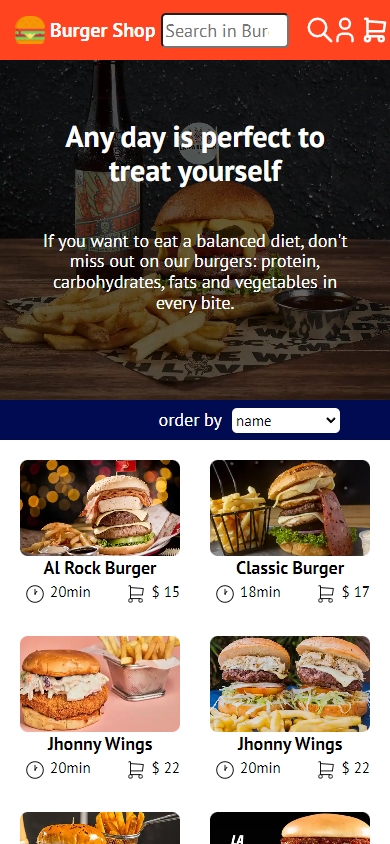 Burger Shop Search in Bur
Any day is perfect to
treat yourself
If you want to eat a balanced diet, don't
miss out on our burgers: protein,
carbohydrates, fats and vegetables in
every bite.
order by name
Al Rock Burger Classic Burger
20min $ 15 18min $ 17
Jhonny Wings Jhonny Wings
20min $ 22 20min $ 22
LA